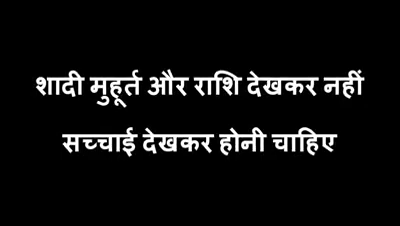 शादी मुहूर्त और राशि देखकर नहीं
सच्चाई देखकर होनी चाहिए